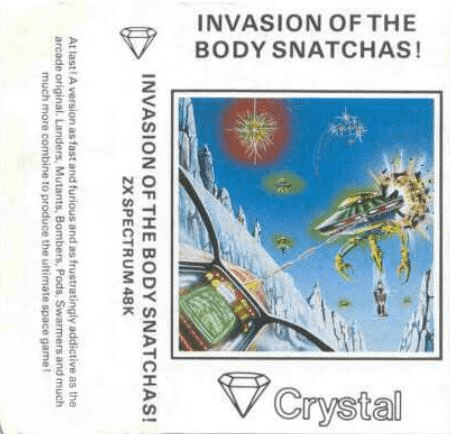 INVASION OF THE
BODY SNATCHAS!
Crystal
INVASION OF THE BODY SNATCHAS!
ZX SPECTRUM 48K
At last! A version as fast and furious and as frustratingly addictive as the
arcade original. Landers, Mutants, Bombers, Pods, Swarmers and much
much more combine to produce the ultimate space game!